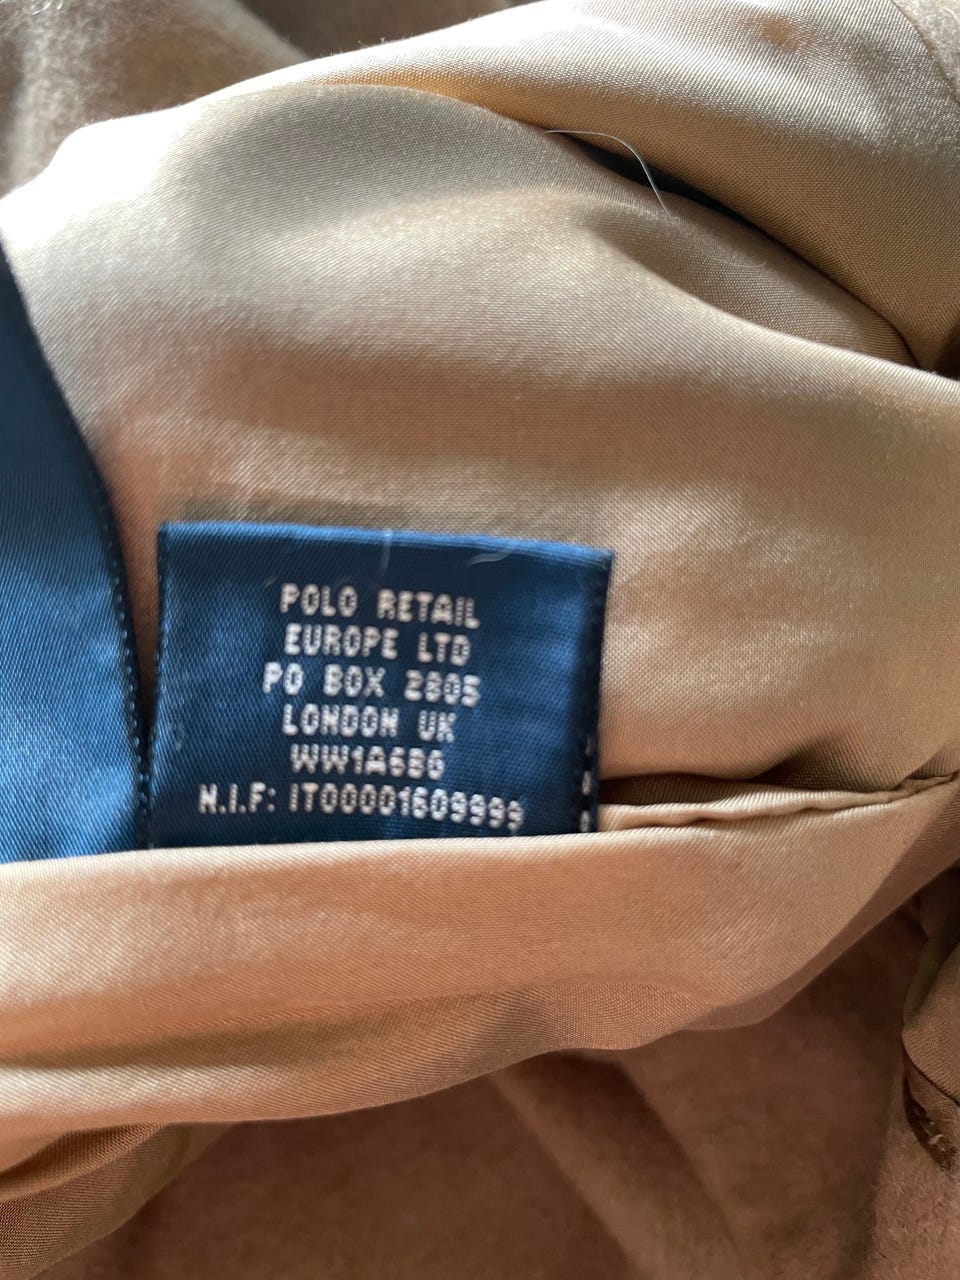 POLO RETAIL
EUROPE LTD
PO BOX 2805
LONDON UK
WW1A6BG
N.I.F: IT00001609999